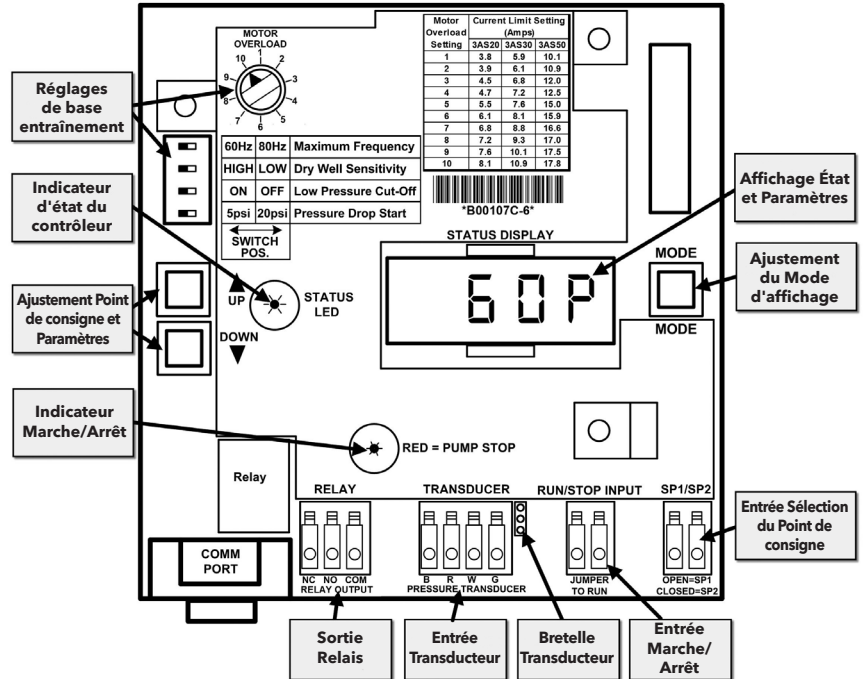 MOTOR
OVERLOAD
10
1
9
2
8
3
7
4
6
5
Motor
Overload
Setting
Current Limit Setting
(Amps)
3AS20 3AS30 3AS50
1 3.8 5.9 10.1
2 3.9 6.1 10.9
3 4.5 6.8 12.0
4 4.7 7.2 12.5
5 5.5 7.6 15.0
6 6.1 8.1 15.9
7 6.8 8.8 16.6
8 7.2 9.3 17.0
9 7.6 10.1 17.5
10 8.1 10.9 17.8
*B00107C-6*
Réglages
de base
entraînement
60Hz 80Hz Maximum Frequency
HIGH LOW Dry Well Sensitivity
ON OFF Low Pressure Cut-Off
5psi 20psi Pressure Drop Start
SWITCH
POS.
Indicateur
d'état du
contrôleur
Affichage État
et Paramètres
STATUS DISPLAY
60P
MODE
MODE
Ajustement
du Mode
d'affichage
Ajustement Point
de consigne et
Paramètres
UP
DOWN
STATUS
LED
Indicateur
Marche/Arrêt
RED = PUMP STOP
Relay
RELAY
TRANSDUCER
RUN/STOP INPUT
SP1/SP2
Entrée Sélection
du Point de
consigne
COMM
PORT
NC NO COM
RELAY OUTPUT
B R W G
PRESSURE TRANSDUCER
JUMPER
TO RUN
OPEN=SP1
CLOSED=SP2
Sortie
Relais
Entrée
Transducteur
Bretelle
Transducteur
Entrée
Marche/
Arrêt